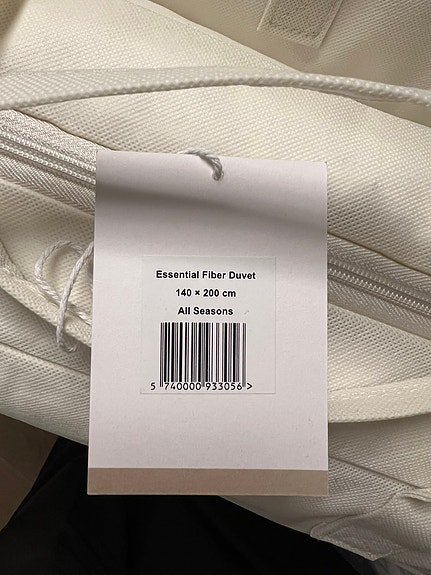 Essential Fiber Duvet
140 × 200 cm
All Seasons
5 740000 933056 >